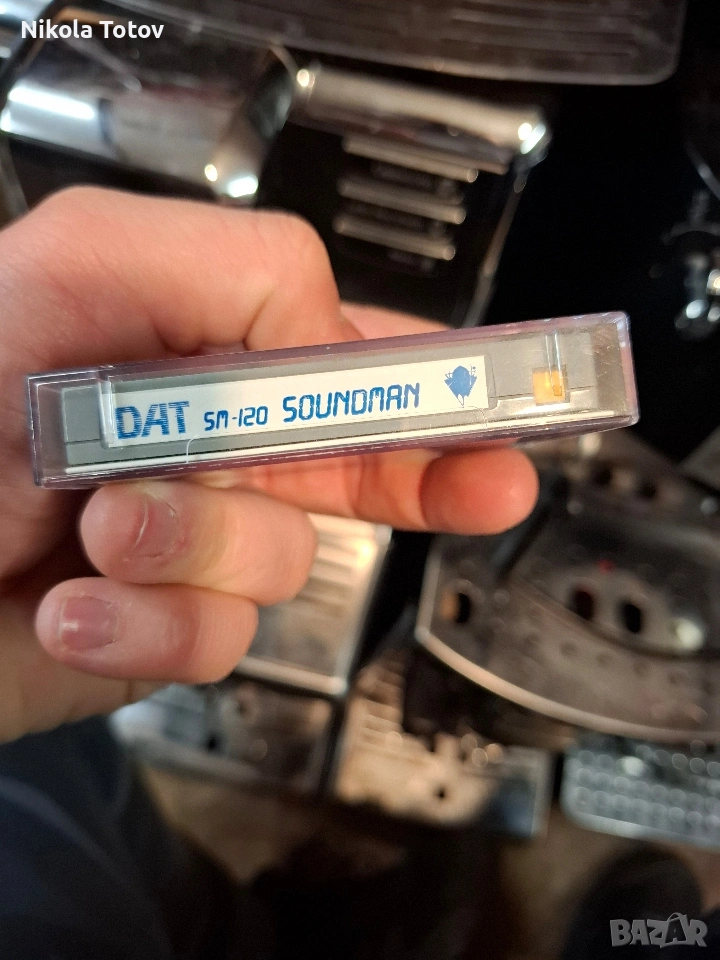 Nikola Totov
DAT SM-120 SOUNDMAN
BAZAR